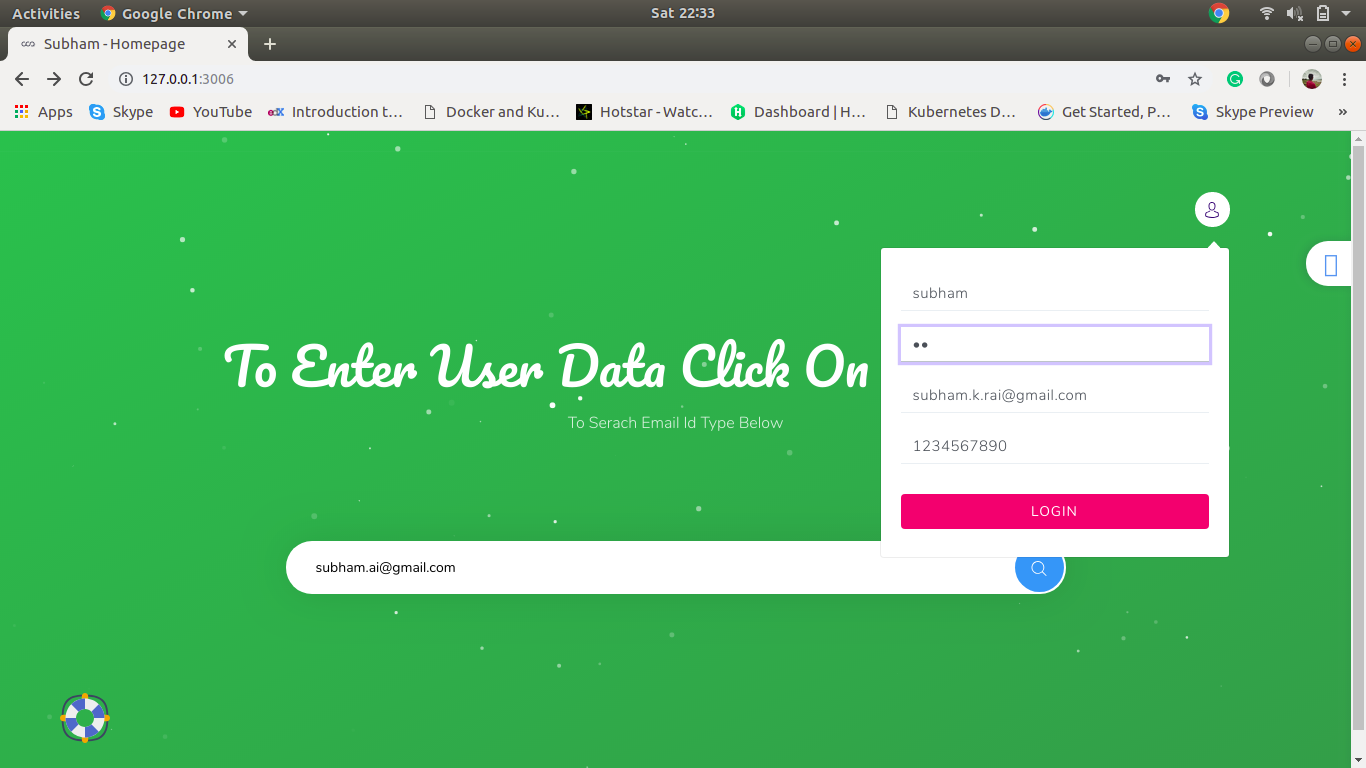 Activities Google Chrome Sat 22:33
Subham - Homepage
127.0.0.1:3006
Apps Skype YouTube Introduction t… Docker and Ku… Hotstar - Watc… Dashboard | H… Kubernetes D… Get Started, P… Skype Preview »
subham
To Enter User Data Click On
subham.k.rai@gmail.com
To Serach Email Id Type Below
1234567890
LOGIN
subham.ai@gmail.com